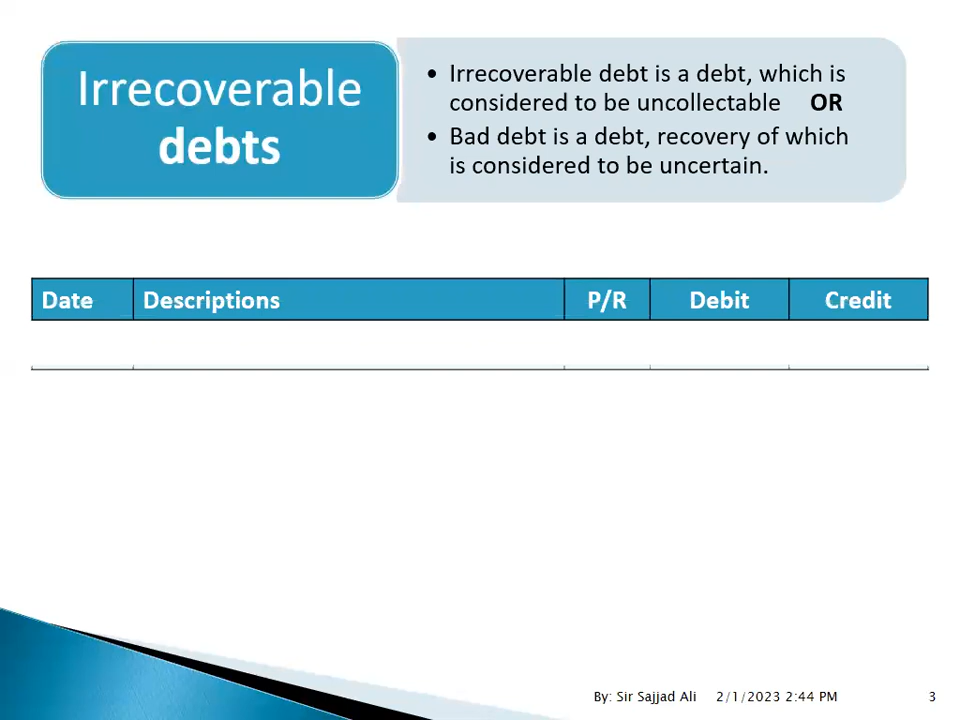 Irrecoverable
debts
• Irrecoverable debt is a debt, which is
considered to be uncollectable OR
• Bad debt is a debt, recovery of which
is considered to be uncertain.
Date Descriptions P/R Debit Credit
By: Sir Sajjad Ali 2/1/2023 2:44 PM 3